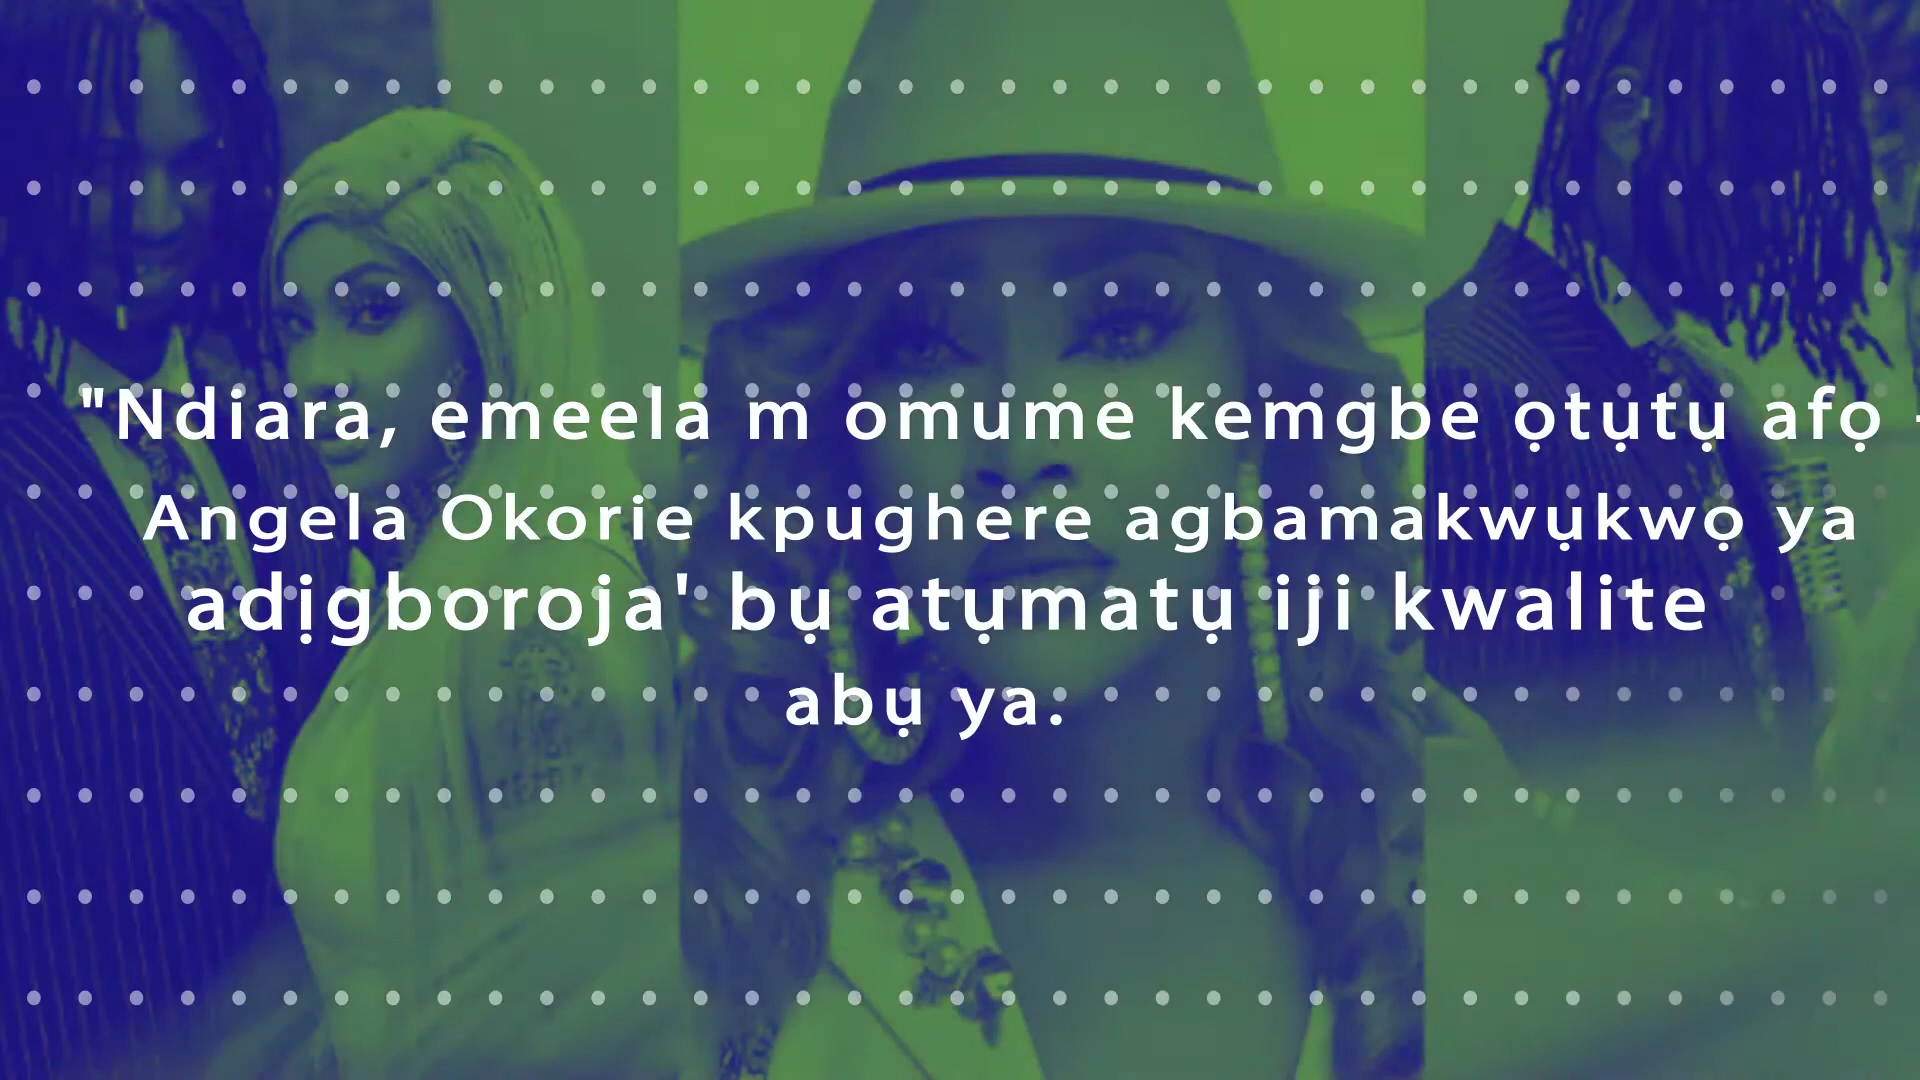 "Ndiara, emeela m omume kemgbe ọtụtụ afọ -
Angela Okorie kpughere agbamakwụkwọ ya
adịgboroja' bụ atụmatụ iji kwalite
abụ ya.